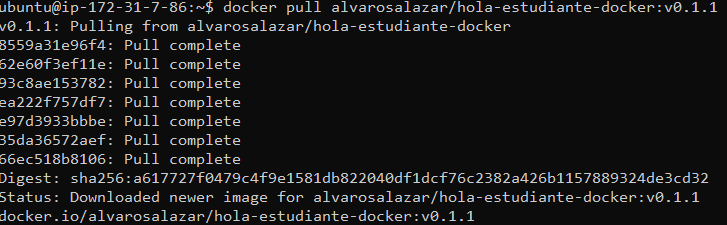 ubuntu@ip-172-31-7-86:~$ docker pull alvarosalazar/hola-estudiante-docker:v0.1.1
v0.1.1: Pulling from alvarosalazar/hola-estudiante-docker
8559a31e96f4: Pull complete
62e60f3ef11e: Pull complete
93c8ae153782: Pull complete
ea222f757df7: Pull complete
e97d3933bbbe: Pull complete
35da36572aef: Pull complete
66ec518b8106: Pull complete
Digest: sha256:a617727f0479c4f9e1581db822040df1dcf76c2382a426b1157889324de3cd32
Status: Downloaded newer image for alvarosalazar/hola-estudiante-docker:v0.1.1
docker.io/alvarosalazar/hola-estudiante-docker:v0.1.1